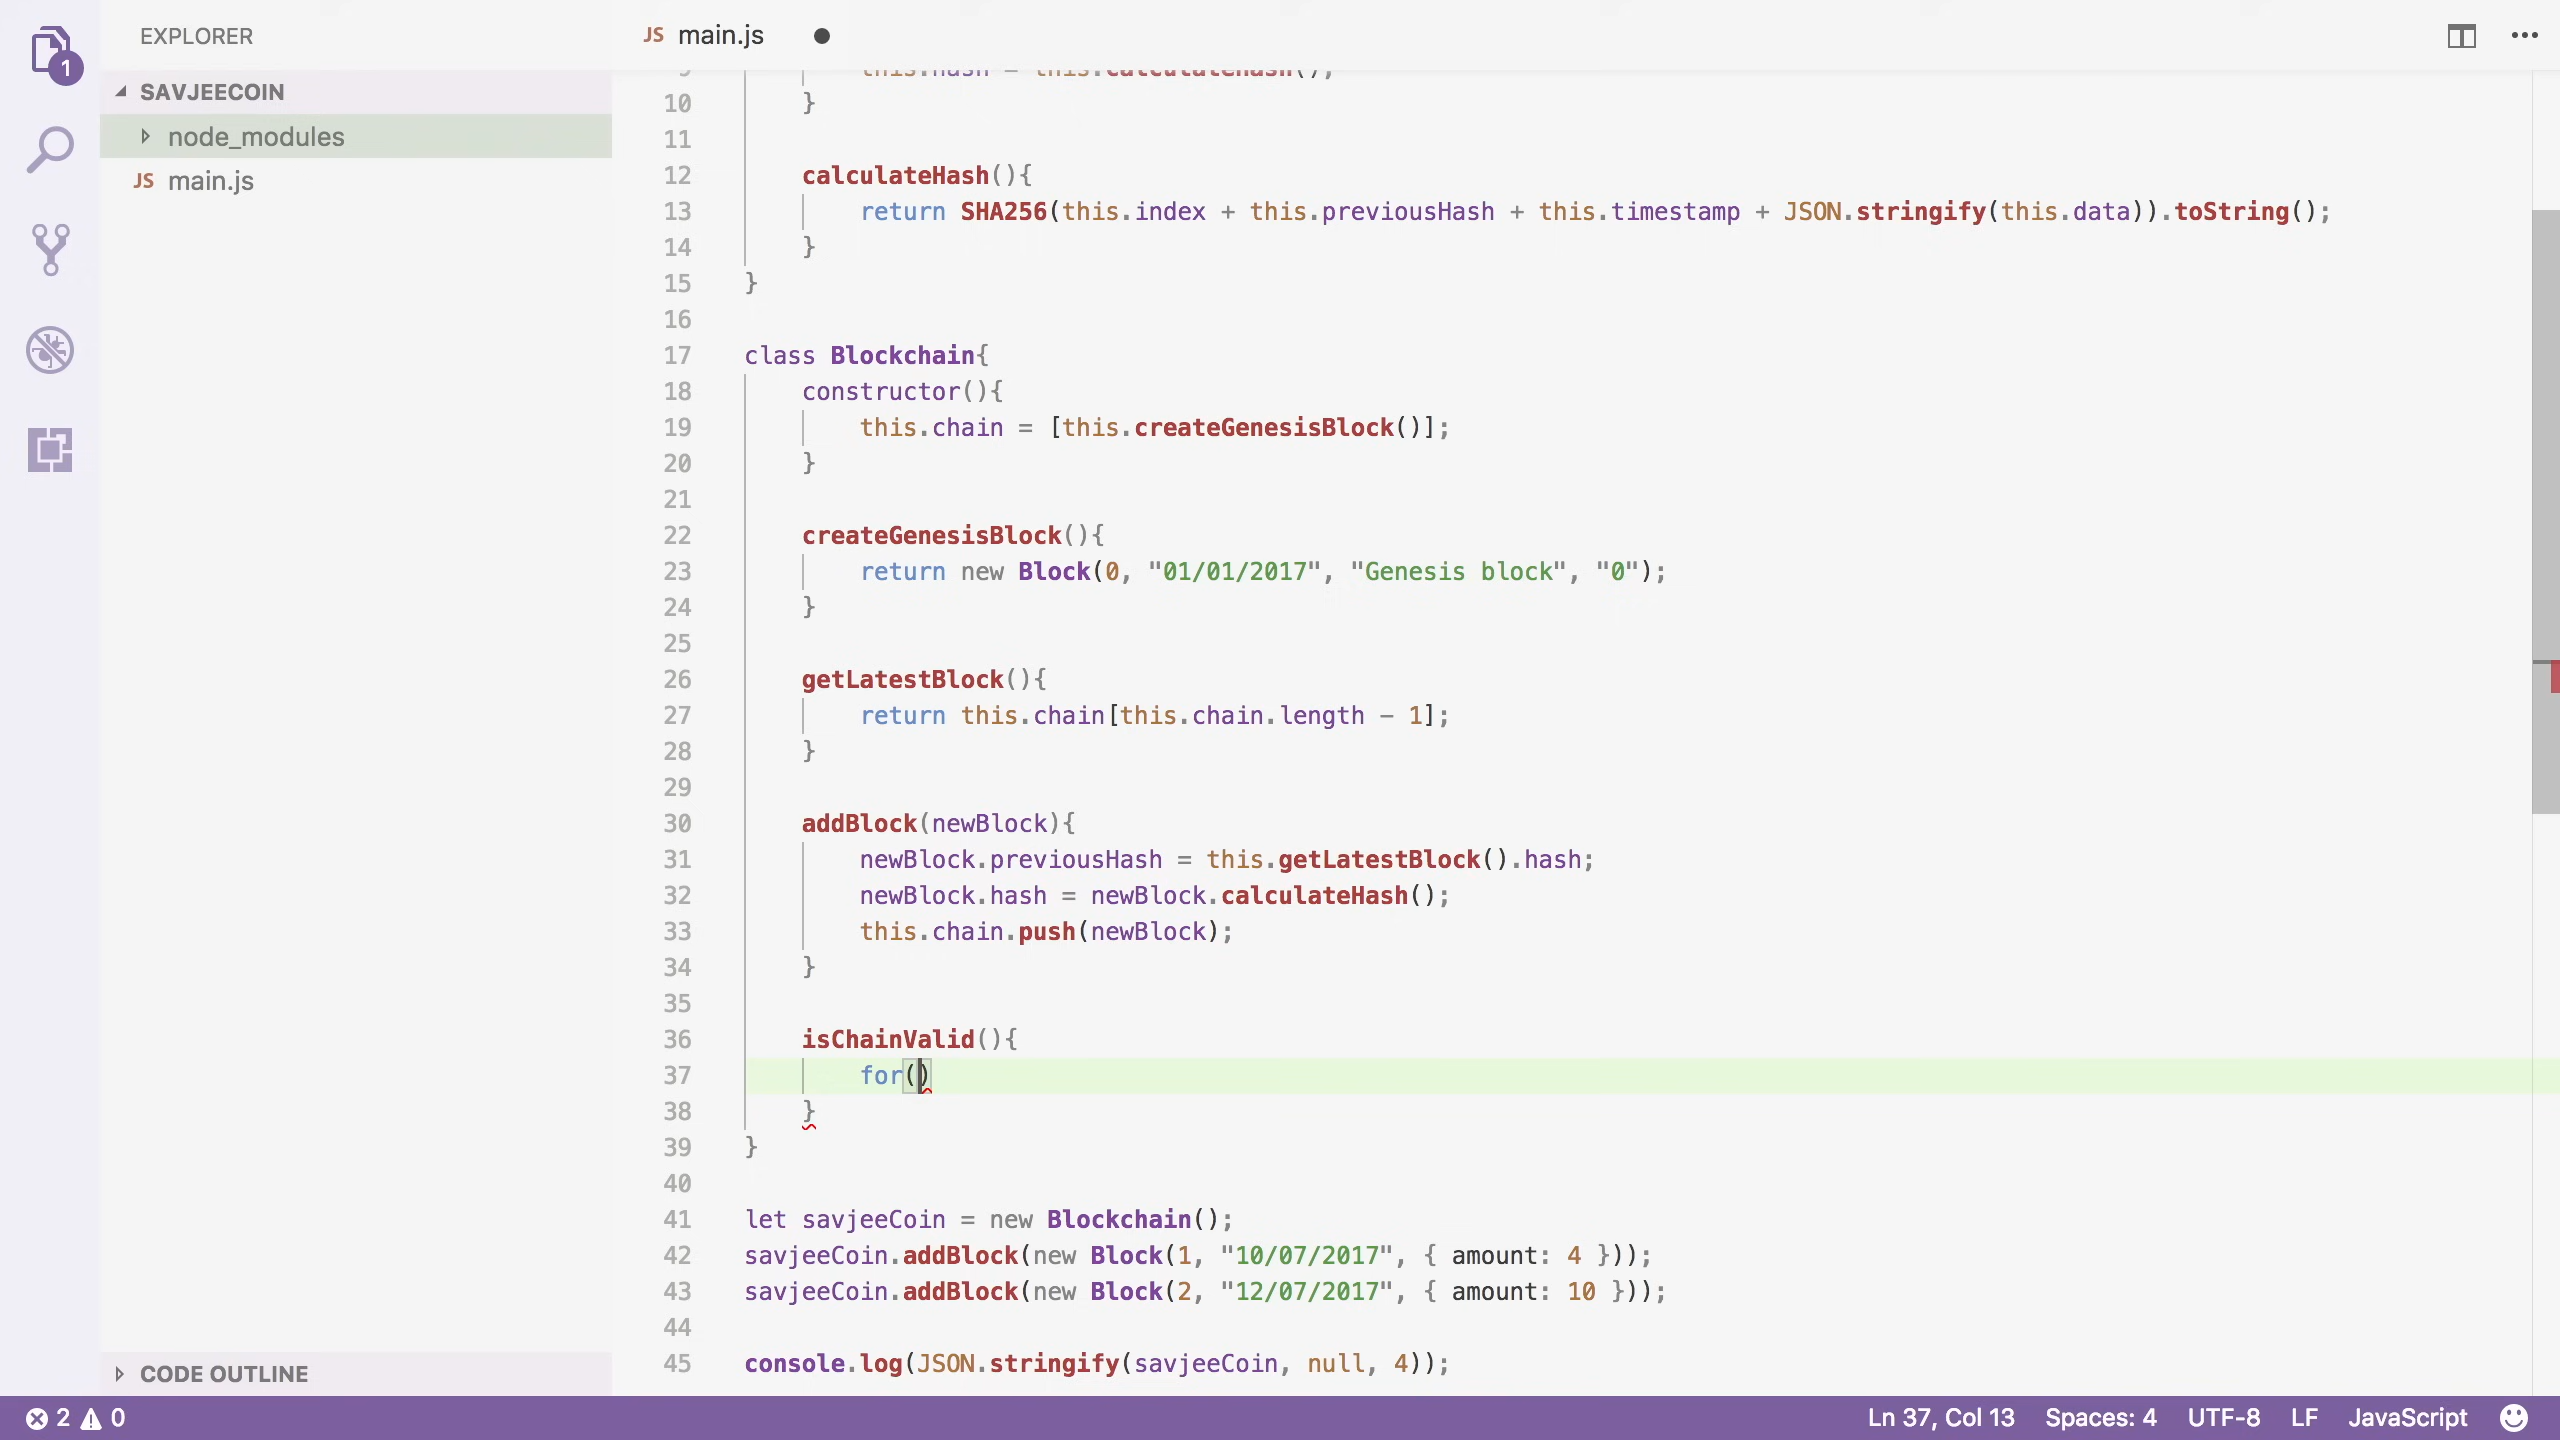 EXPLORER
JS main.js
1
SAVJEECOIN
node_modules
JS main.js
9 this.hash = this.calculateHash();
10 }
11
12 calculateHash(){
13 return SHA256(this.index + this.previousHash + this.timestamp + JSON.stringify(this.data)).toString();
14 }
15 }
16
17 class Blockchain{
18 constructor(){
19 this.chain = [this.createGenesisBlock()];
20 }
21
22 createGenesisBlock(){
23 return new Block(0, "01/01/2017", "Genesis block", "0");
24 }
25
26 getLatestBlock(){
27 return this.chain[this.chain.length - 1];
28 }
29
30 addBlock(newBlock){
31 newBlock.previousHash = this.getLatestBlock().hash;
32 newBlock.hash = newBlock.calculateHash();
33 this.chain.push(newBlock);
34 }
35
36 isChainValid(){
37 for()
38 }
39 }
40
41 let savjeeCoin = new Blockchain();
42 savjeeCoin.addBlock(new Block(1, "10/07/2017", { amount: 4 }));
43 savjeeCoin.addBlock(new Block(2, "12/07/2017", { amount: 10 }));
44
45 console.log(JSON.stringify(savjeeCoin, null, 4));
CODE OUTLINE
2 0
Ln 37, Col 13 Spaces: 4 UTF-8 LF JavaScript